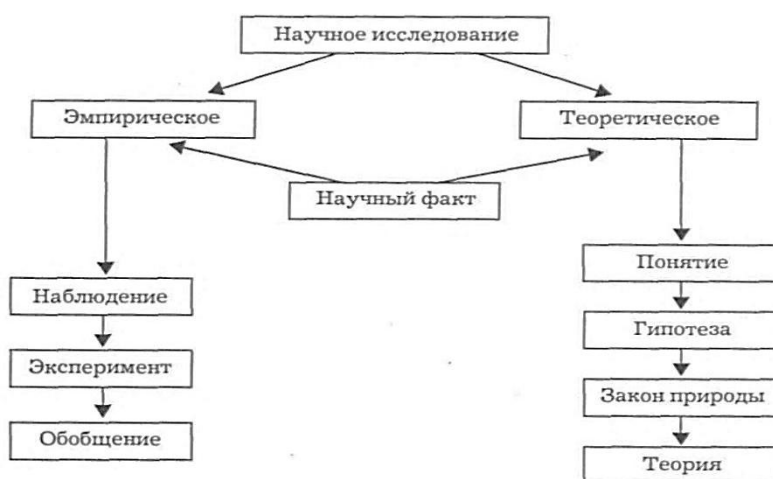 Научное исследование
Эмпирическое
Теоретическое
Научный факт
Наблюдение
Эксперимент
Обобщение
Понятие
Гипотеза
Закон природы
Теория